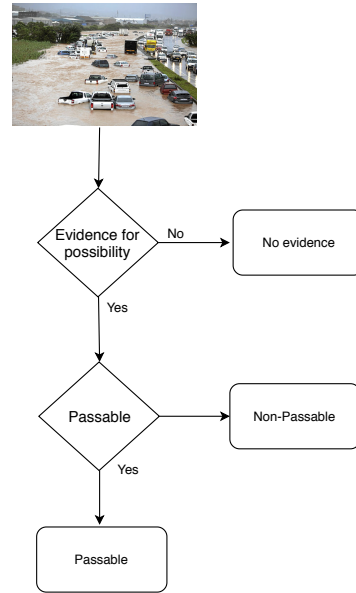 Evidence for
possibility
No
No evidence
Yes
Passable
Non-Passable
Yes
Passable